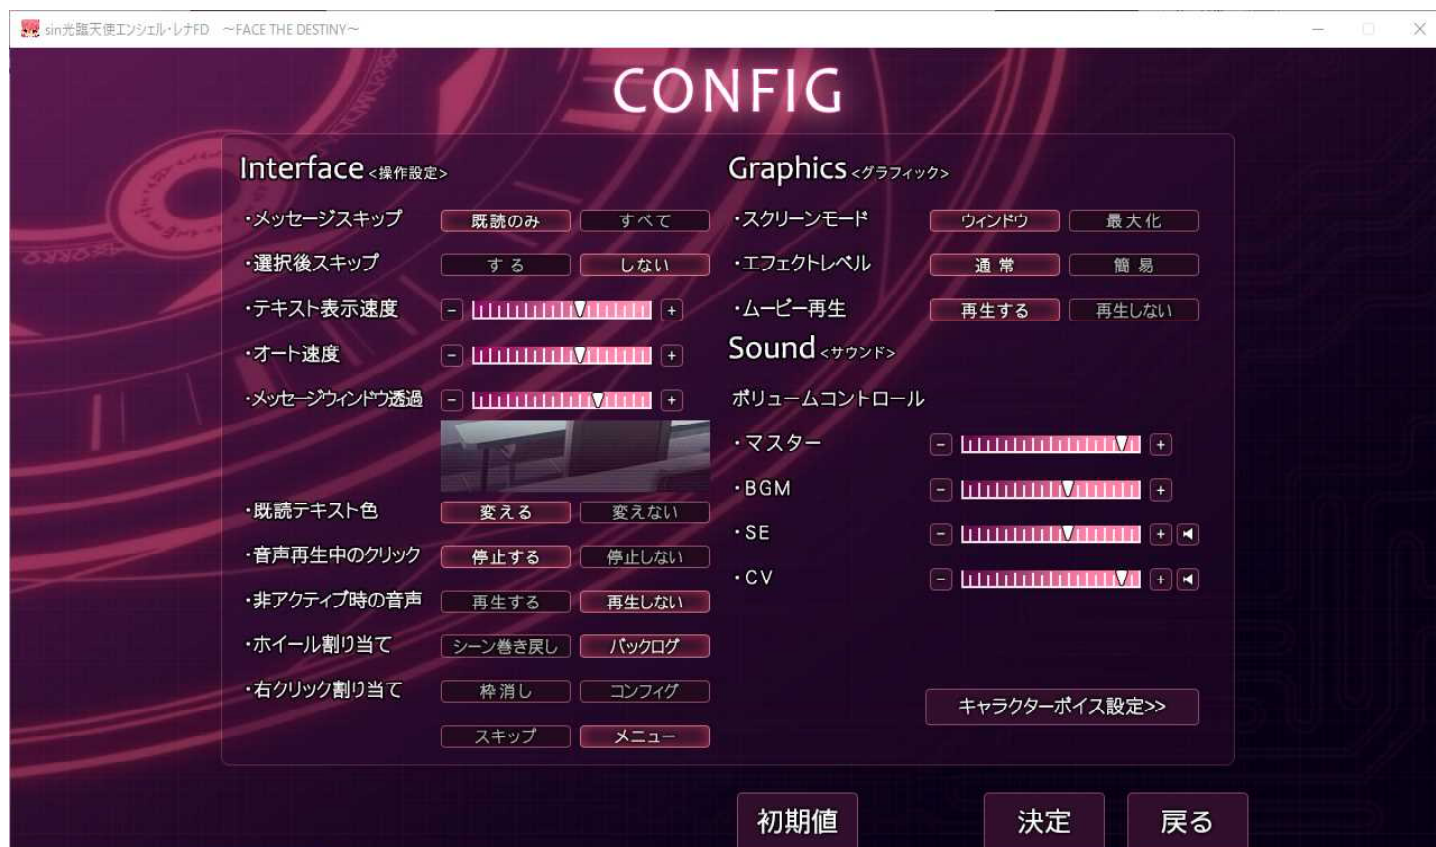 sin光臨天使エンシェル・レナFD ～FACE THE DESTINY～
CONFIG
Interface <操作設定>
・メッセージスキップ 既読のみ すべて
・選択後スキップ する しない
・テキスト表示速度 - +
・オート速度 - +
・メッセージウィンドウ透過 - +
・既読テキスト色 変える 変えない
・音声再生中のクリック 停止する 停止しない
・非アクティブ時の音声 再生する 再生しない
・ホイール割り当て シーン巻き戻し バックログ
・右クリック割り当て 枠消し コンフィグ
スキップ メニュー
Graphics <グラフィック>
・スクリーンモード ウィンドウ 最大化
・エフェクトレベル 通常 簡易
・ムービー再生 再生する 再生しない
Sound <サウンド>
ボリュームコントロール
・マスター - +
・BGM - +
・SE - +
・CV - +
キャラクターボイス設定>>
初期値 決定 戻る